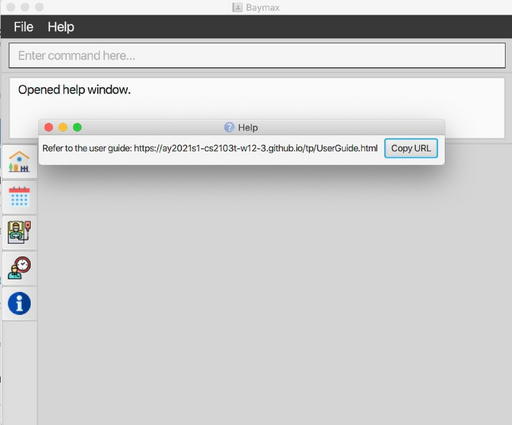 Baymax
File Help
Enter command here...
Opened help window.
Help
Refer to the user guide: https://ay2021s1-cs2103t-w12-3.github.io/tp/UserGuide.html Copy URL